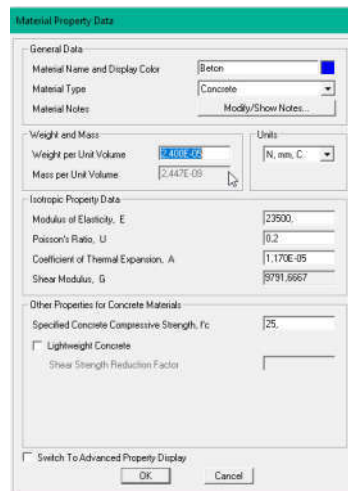 Material Property Data
General Data
Material Name and Display Color Beton
Material Type Concrete
Material Notes Modify/Show Notes...
Weight and Mass
Units
Weight per Unit Volume 2,400E-05 N, mm, C
Mass per Unit Volume 2,447E-09
Isotropic Property Data
Modulus of Elasticity, E 23500,
Poisson's Ratio, U 0,2
Coefficient of Thermal Expansion, A 1,170E-05
Shear Modulus, G 9791,6667
Other Properties for Concrete Materials
Specified Concrete Compressive Strength, f'c 25,
Lightweight Concrete
Shear Strength Reduction Factor
Switch To Advanced Property Display
OK Cancel